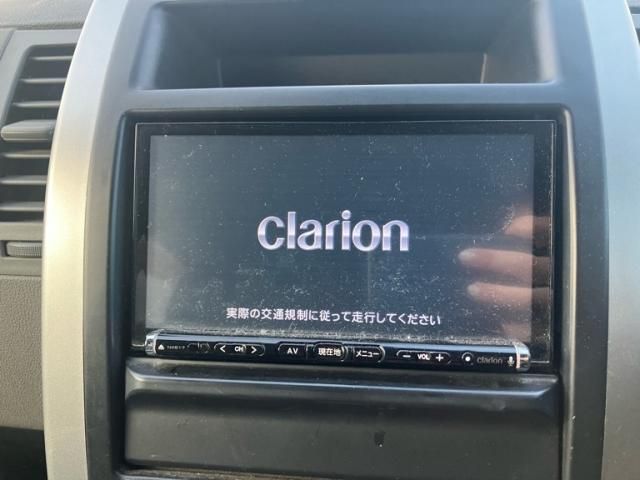 clarion
実際の交通規制に従って走行してください
CH AV 現在地 メニュー − VOL + clarion